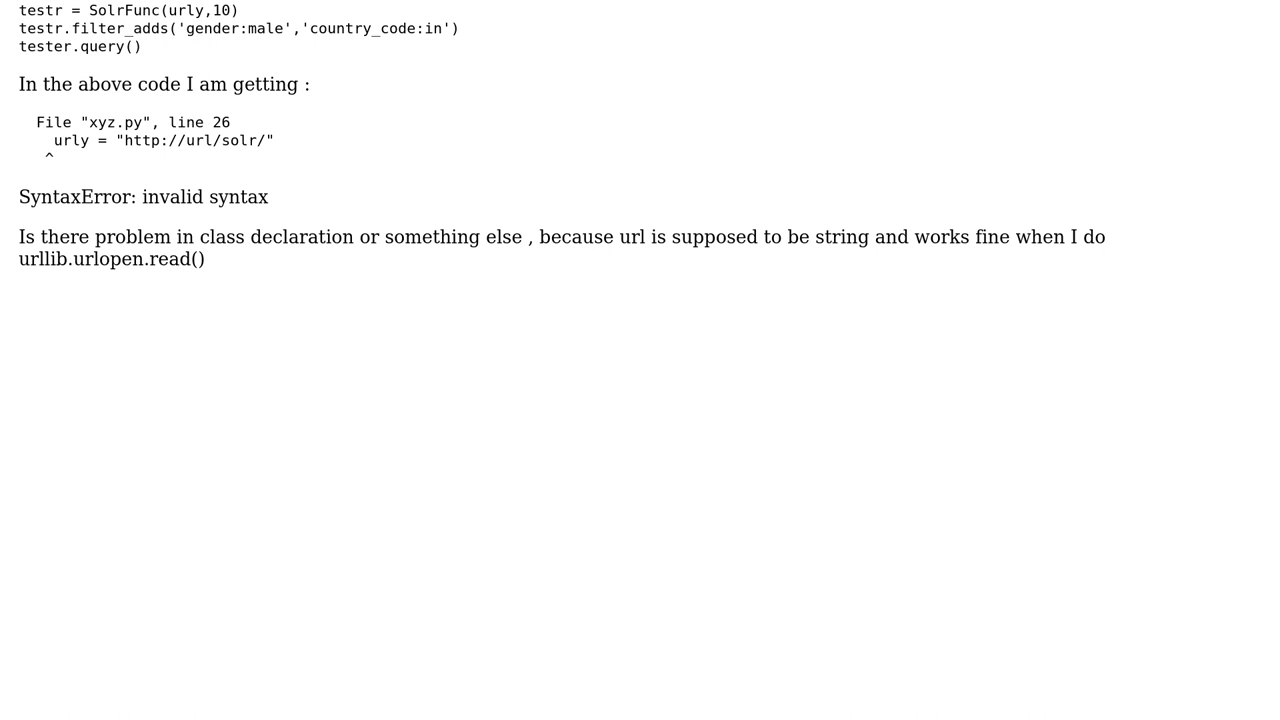 testr = SolrFunc(urly,10)
testr.filter_adds('gender:male','country_code:in')
tester.query()
In the above code I am getting :
File "xyz.py", line 26
urly = "http://url/solr/"
^
SyntaxError: invalid syntax
Is there problem in class declaration or something else , because url is supposed to be string and works fine when I do
urllib.urlopen.read()